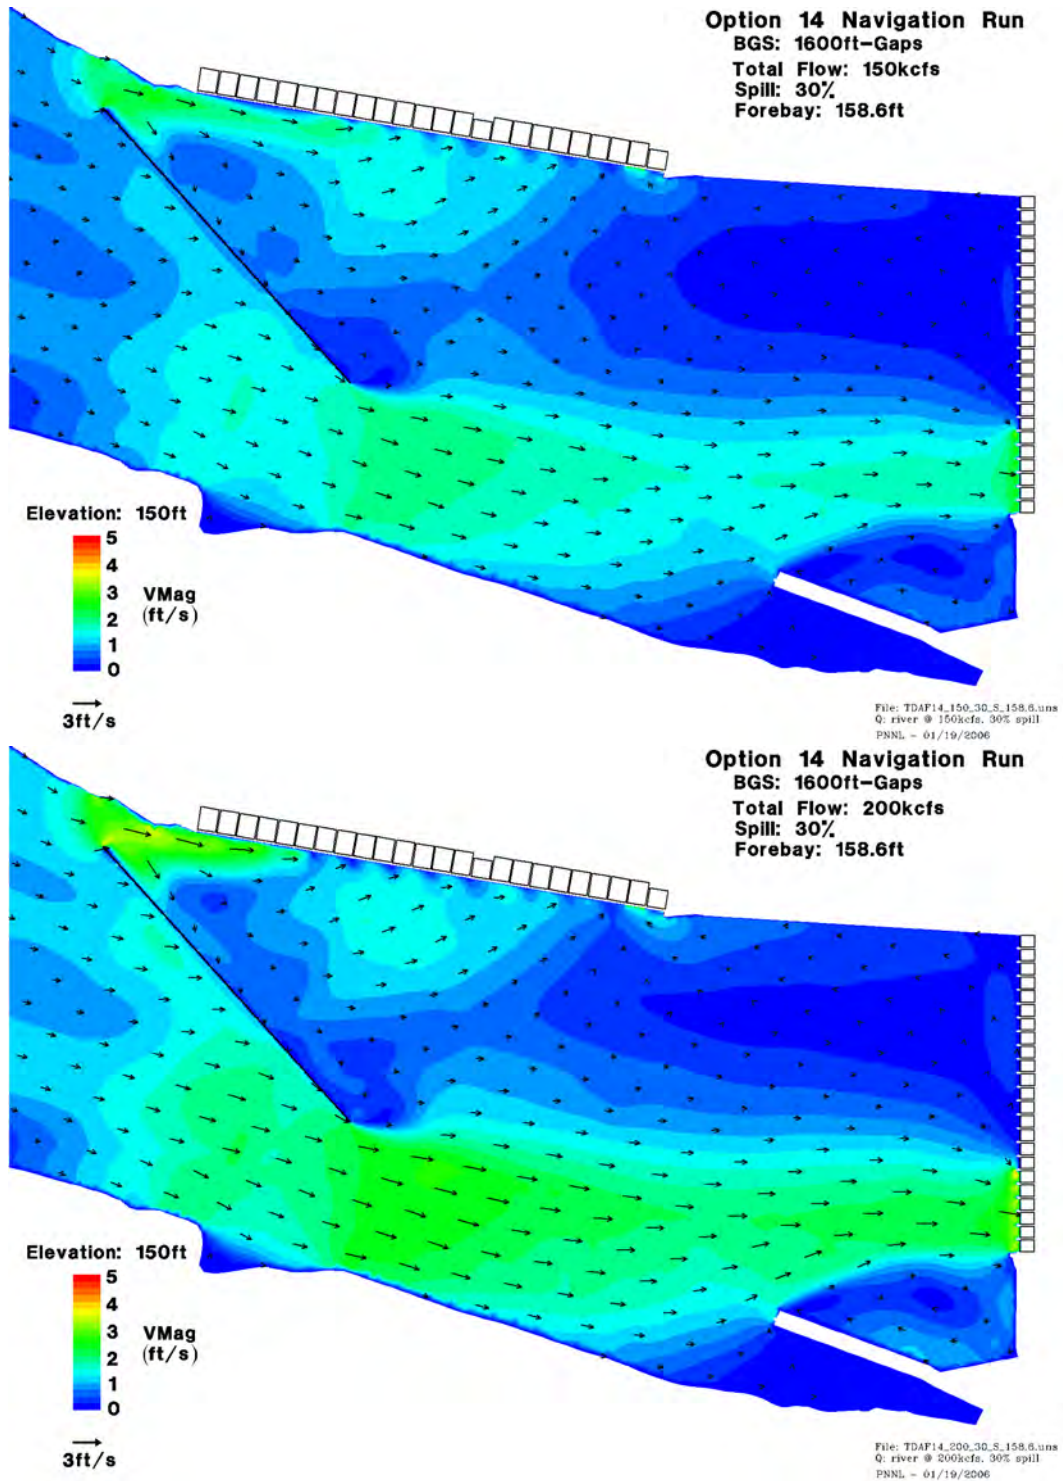 Option 14 Navigation Run
BGS: 1600ft-Gaps
Total Flow: 150kcfs
Spill: 30%
Forebay: 158.6ft
Elevation: 150ft
5
4
3
2
1
0
VMag
(ft/s)
3ft/s
File: TDAF14_150_30_S_158.6.uns
Q: river @ 150kcfs, 30% spill
PNNL - 01/19/2006
Option 14 Navigation Run
BGS: 1600ft-Gaps
Total Flow: 200kcfs
Spill: 30%
Forebay: 158.6ft
Elevation: 150ft
5
4
3
2
1
0
VMag
(ft/s)
3ft/s
File: TDAF14_200_30_S_158.6.uns
Q: river @ 200kcfs, 30% spill
PNNL - 01/19/2006